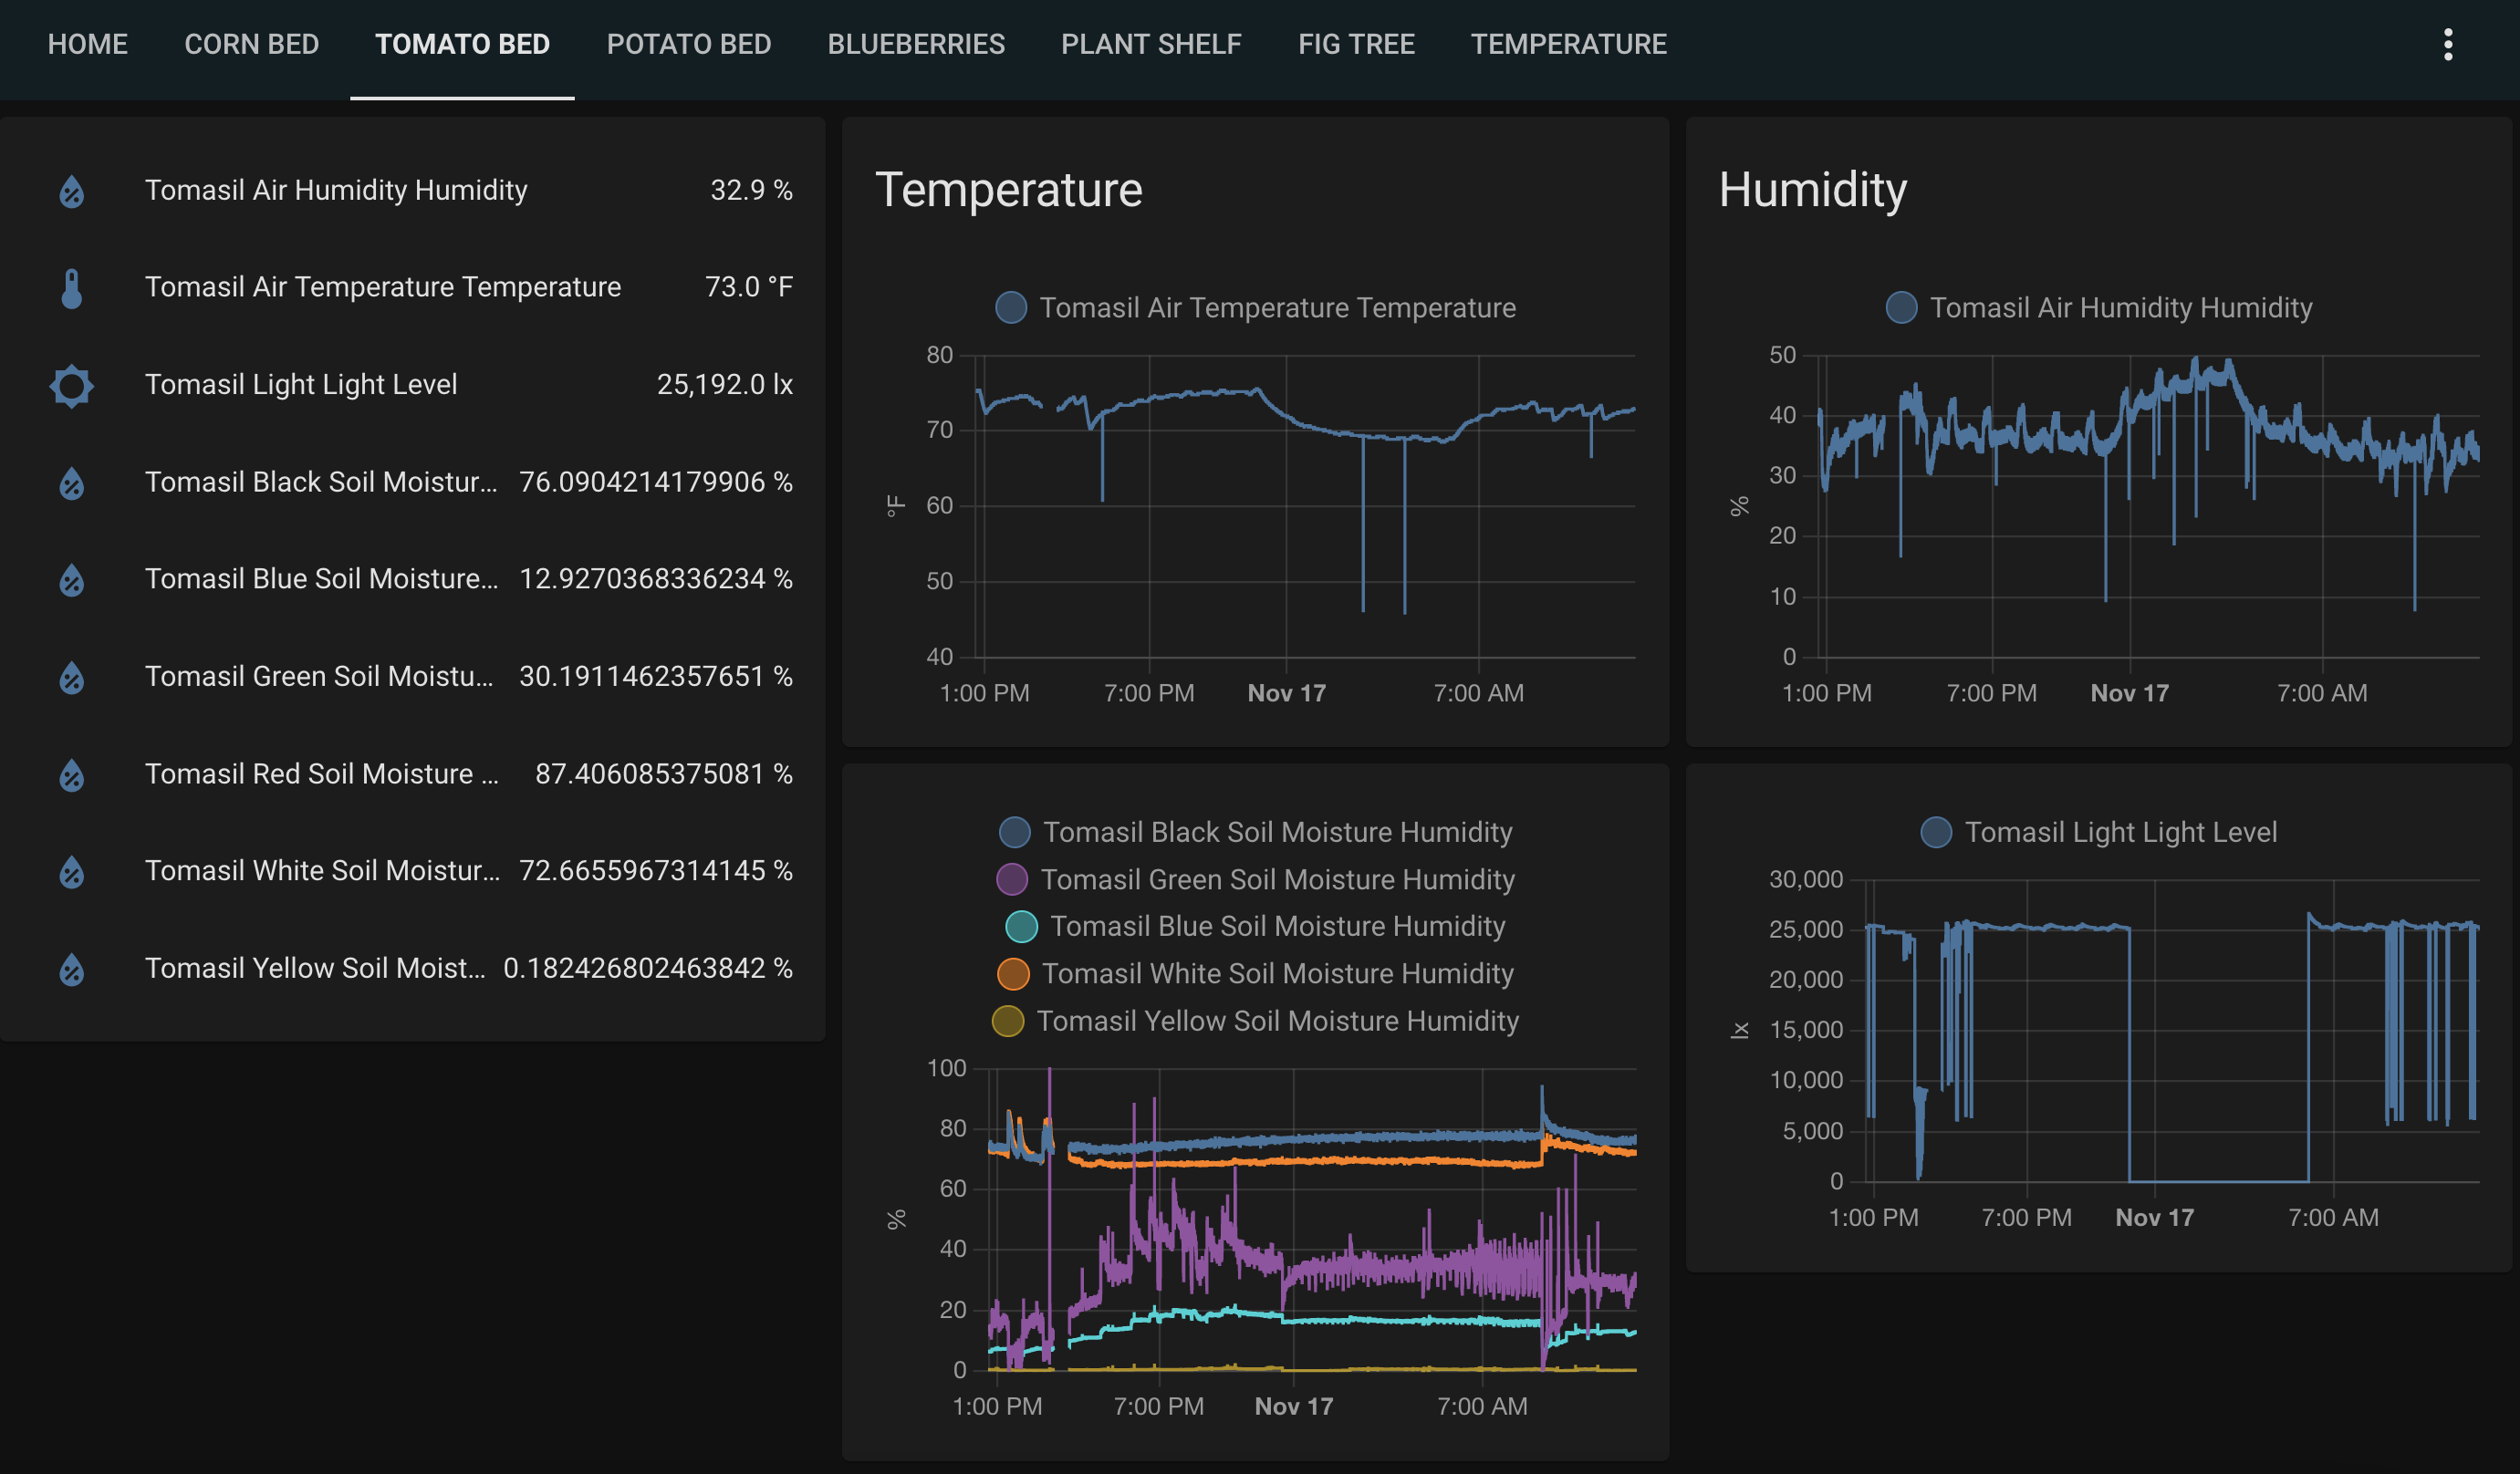 HOME CORN BED TOMATO BED POTATO BED BLUEBERRIES PLANT SHELF FIG TREE TEMPERATURE
Tomasil Air Humidity Humidity 32.9 %
Tomasil Air Temperature Temperature 73.0 °F
Tomasil Light Light Level 25,192.0 lx
Tomasil Black Soil Moistur... 76.0904214179906 %
Tomasil Blue Soil Moisture... 12.9270368336234 %
Tomasil Green Soil Moistu... 30.1911462357651 %
Tomasil Red Soil Moisture ... 87.406085375081 %
Tomasil White Soil Moistur... 72.6655967314145 %
Tomasil Yellow Soil Moist... 0.182426802463842 %
Temperature
Tomasil Air Temperature Temperature
80
70
60
50
40
°F
1:00 PM 7:00 PM Nov 17 7:00 AM
Humidity
Tomasil Air Humidity Humidity
50
40
30
20
10
0
%
1:00 PM 7:00 PM Nov 17 7:00 AM
Tomasil Black Soil Moisture Humidity
Tomasil Green Soil Moisture Humidity
Tomasil Blue Soil Moisture Humidity
Tomasil White Soil Moisture Humidity
Tomasil Yellow Soil Moisture Humidity
100
80
60
40
20
0
%
1:00 PM 7:00 PM Nov 17 7:00 AM
Tomasil Light Light Level
30,000
25,000
20,000
15,000
10,000
5,000
0
lx
1:00 PM 7:00 PM Nov 17 7:00 AM